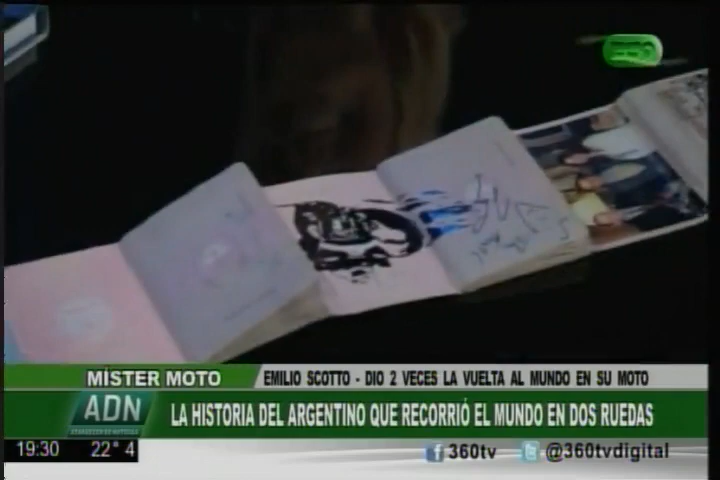 MÍSTER MOTO
EMILIO SCOTTO - DIO 2 VECES LA VUELTA AL MUNDO EN SU MOTO
ADN
LA HISTORIA DEL ARGENTINO QUE RECORRIÓ EL MUNDO EN DOS RUEDAS
19:30 22° 4
360tv @360tvdigital